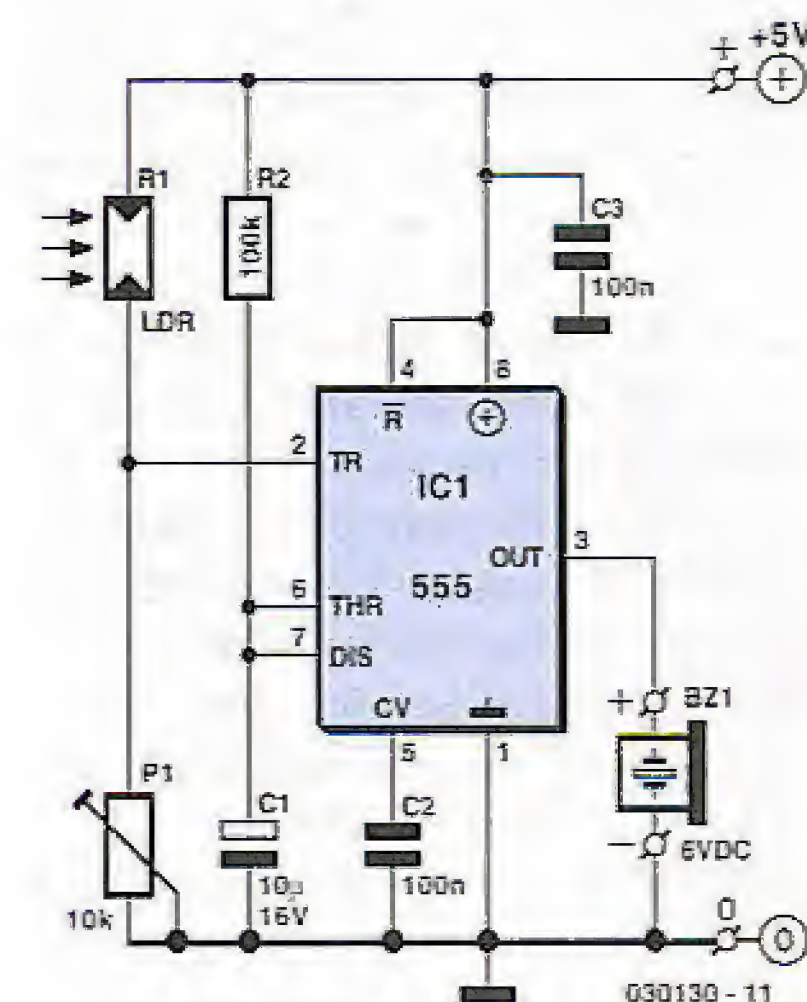 + +5V
R1
R2
100k
LDR
C3
100n
4
8
R
2
TR
IC1
OUT
3
555
6
THR
7
DIS
CV
5
1
+
BZ1
P1
10k
C1
10µ
16V
C2
100n
–
6VDC
0
0
030130 - 11